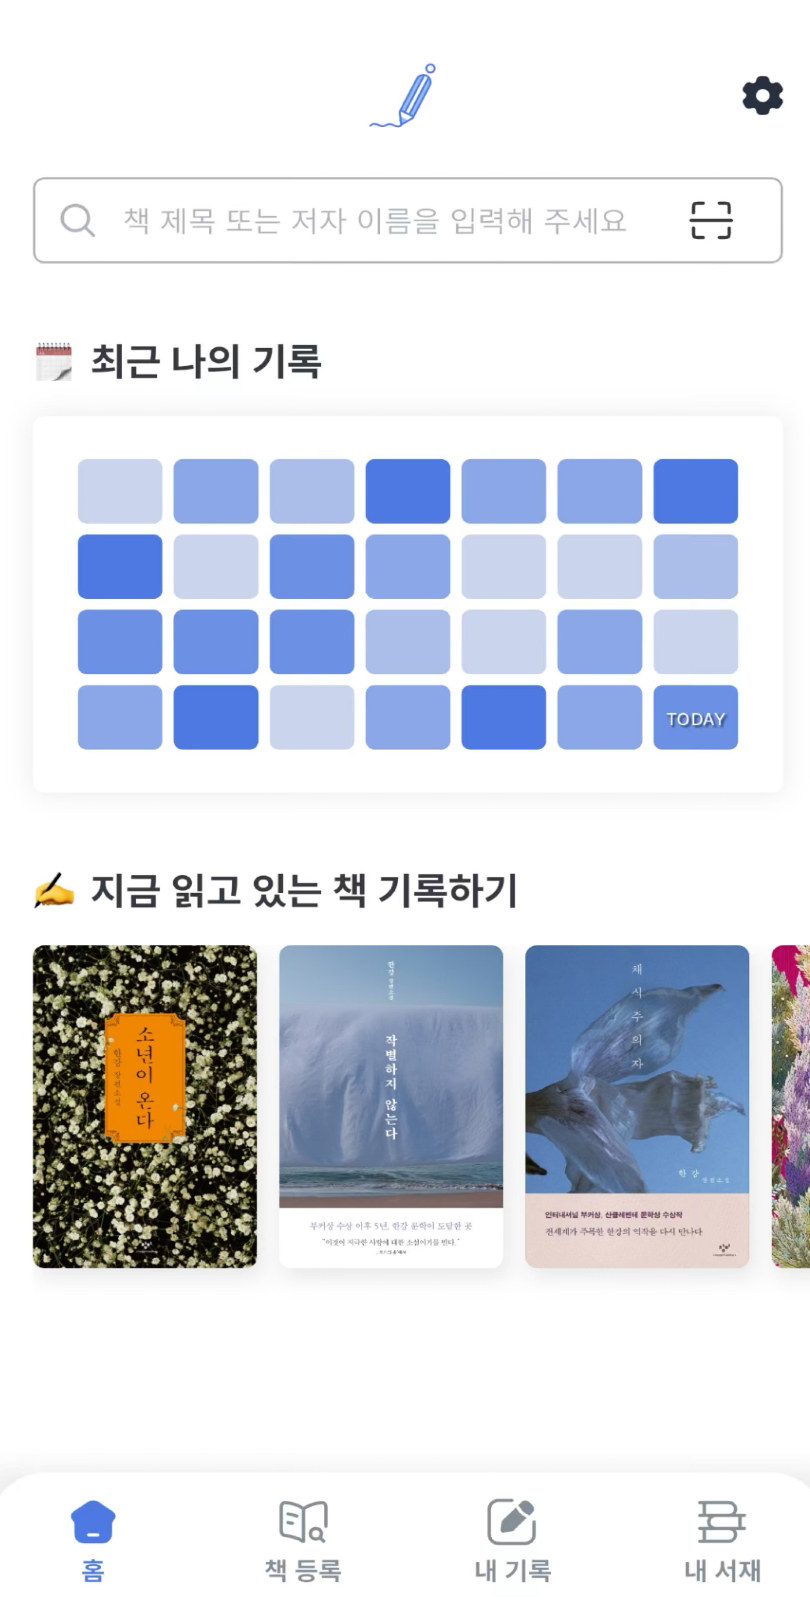 책 제목 또는 저자 이름을 입력해 주세요
최근 나의 기록
TODAY
지금 읽고 있는 책 기록하기
소년이 온다
한강 장편소설
한강 장편소설
작별하지 않는다
부커상 수상 이후 5년, 한강 문학이 도달한 곳
"이것이 지극한 사랑에 대한 소설이기를 빈다."
채식주의자
한강
장편소설
인터내셔널 부커상, 산클레멘테 문학상 수상작
전세계가 주목한 한강의 역작을 다시 만나다
홈
책 등록
내 기록
내 서재